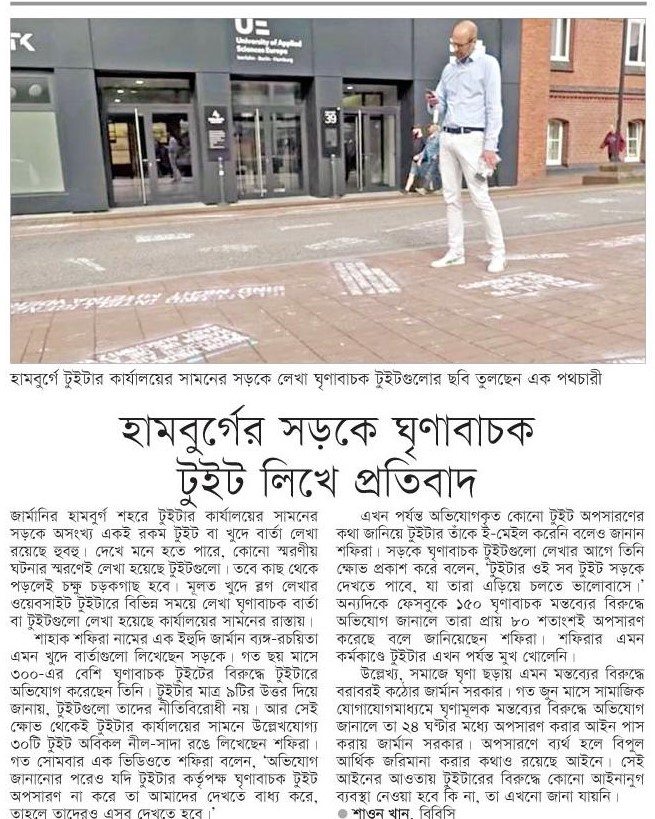 TK
UE
University of Applied
Sciences Europe
Iserlohn · Berlin · Hamburg
39
হামবুর্গে টুইটার কার্যালয়ের সামনের সড়কে লেখা ঘৃণাবাচক টুইটগুলোর ছবি তুলছেন এক পথচারী
হামবুর্গের সড়কে ঘৃণাবাচক
টুইট লিখে প্রতিবাদ
জার্মানির হামবুর্গ শহরে টুইটার কার্যালয়ের সামনের
সড়কে অসংখ্য একই রকম টুইট বা খুদে বার্তা লেখা
রয়েছে হুবহু। দেখে মনে হতে পারে, কোনো স্মরণীয়
ঘটনার স্মরণেই লেখা হয়েছে টুইটগুলো। তবে কাছ থেকে
পড়লেই চক্ষু চড়কগাছ হবে। মূলত খুদে ব্লগ লেখার
ওয়েবসাইট টুইটারে বিভিন্ন সময়ে লেখা ঘৃণাবাচক বার্তা
বা টুইটগুলো লেখা হয়েছে কার্যালয়ের সামনের রাস্তায়।
শাহাক শফিরা নামের এক ইহুদি জার্মান ব্যঙ্গ-রচয়িতা
এমন খুদে বার্তাগুলো লিখেছেন সড়কে। গত ছয় মাসে
৩০০-এর বেশি ঘৃণাবাচক টুইটের বিরুদ্ধে টুইটারে
অভিযোগ করেছেন তিনি। টুইটার মাত্র ৯টির উত্তর দিয়ে
জানায়, টুইটগুলো তাদের নীতিবিরোধী নয়। আর সেই
ক্ষোভ থেকেই টুইটার কার্যালয়ের সামনে উল্লেখযোগ্য
৩০টি টুইট অবিকল নীল-সাদা রঙে লিখেছেন শফিরা।
গত সোমবার এক ভিডিওতে শফিরা বলেন, ‘অভিযোগ
জানানোর পরেও যদি টুইটার কর্তৃপক্ষ ঘৃণাবাচক টুইট
অপসারণ না করে তা আমাদের দেখতে বাধ্য করে,
তাহলে তাদেরও এসব দেখতে হবে।’
এখন পর্যন্ত অভিযোগকৃত কোনো টুইট অপসারণের
কথা জানিয়ে টুইটার তাঁকে ই-মেইল করেনি বলেও জানান
শফিরা। সড়কে ঘৃণাবাচক টুইটগুলো লেখার আগে তিনি
ক্ষোভ প্রকাশ করে বলেন, ‘টুইটার ওই সব টুইট সড়কে
দেখতে পাবে, যা তারা এড়িয়ে চলতে ভালোবাসে।’
অন্যদিকে ফেসবুকে ১৫০ ঘৃণাবাচক মন্তব্যের বিরুদ্ধে
অভিযোগ জানালে তারা প্রায় ৮০ শতাংশই অপসারণ
করেছে বলে জানিয়েছেন শফিরা। শফিরার এমন
কর্মকাণ্ডে টুইটার এখন পর্যন্ত মুখ খোলেনি।
উল্লেখ্য, সমাজে ঘৃণা ছড়ায় এমন মন্তব্যের বিরুদ্ধে
বরাবরই কঠোর জার্মান সরকার। গত জুন মাসে সামাজিক
যোগাযোগমাধ্যমে ঘৃণামূলক মন্তব্যের বিরুদ্ধে অভিযোগ
জানালে তা ২৪ ঘণ্টার মধ্যে অপসারণ করার আইন পাস
করায় জার্মান সরকার। অপসারণে ব্যর্থ হলে বিপুল
আর্থিক জরিমানা করার কথাও রয়েছে আইনে। সেই
আইনের আওতায় টুইটারের বিরুদ্ধে কোনো আইনানুগ
ব্যবস্থা নেওয়া হবে কি না, তা এখনো জানা যায়নি।
● শাওন খান, বিবিসি